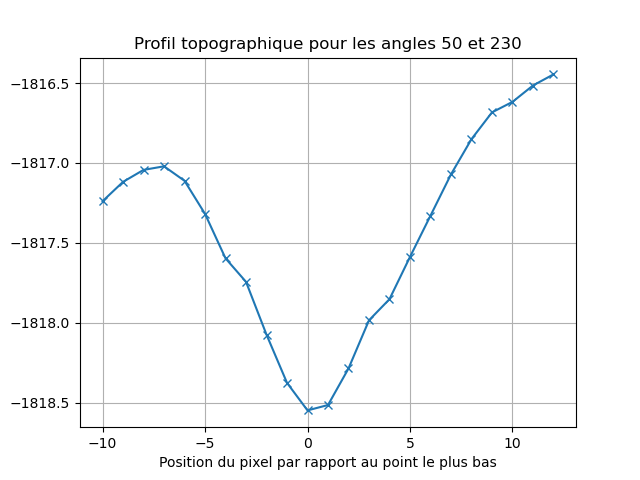 Profil topographique pour les angles 50 et 230
−1816.5
−1817.0
−1817.5
−1818.0
−1818.5
−10 −5 0 5 10
Position du pixel par rapport au point le plus bas